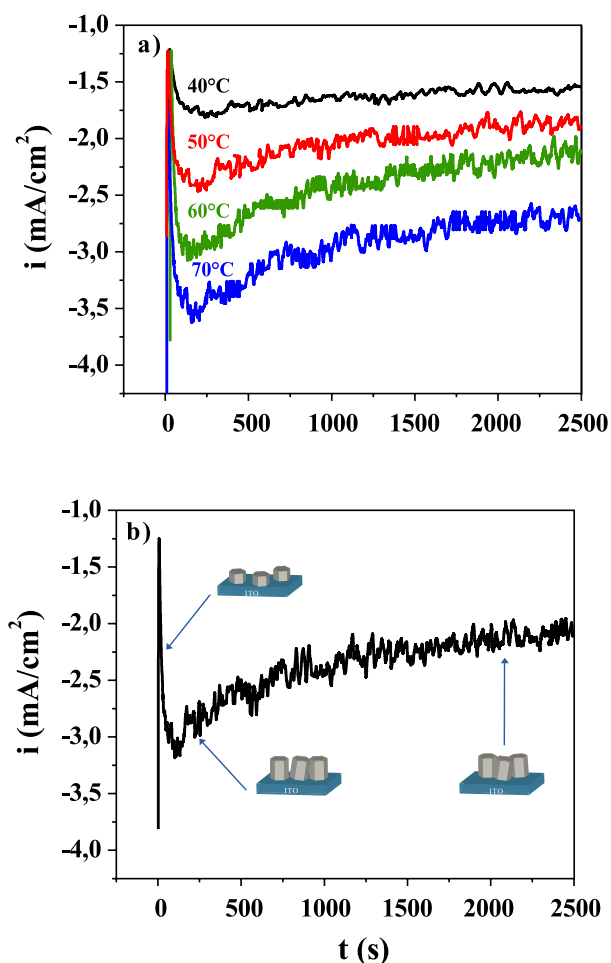 -1,0
a)
-1,5
40°C
-2,0
50°C
-2,5
60°C
-3,0
70°C
-3,5
-4,0
i (mA/cm²)
0 500 1000 1500 2000 2500
-1,0
b)
-1,5
ITO
-2,0
-2,5
-3,0
-3,5
ITO ITO
-4,0
i (mA/cm²)
0 500 1000 1500 2000 2500
t (s)